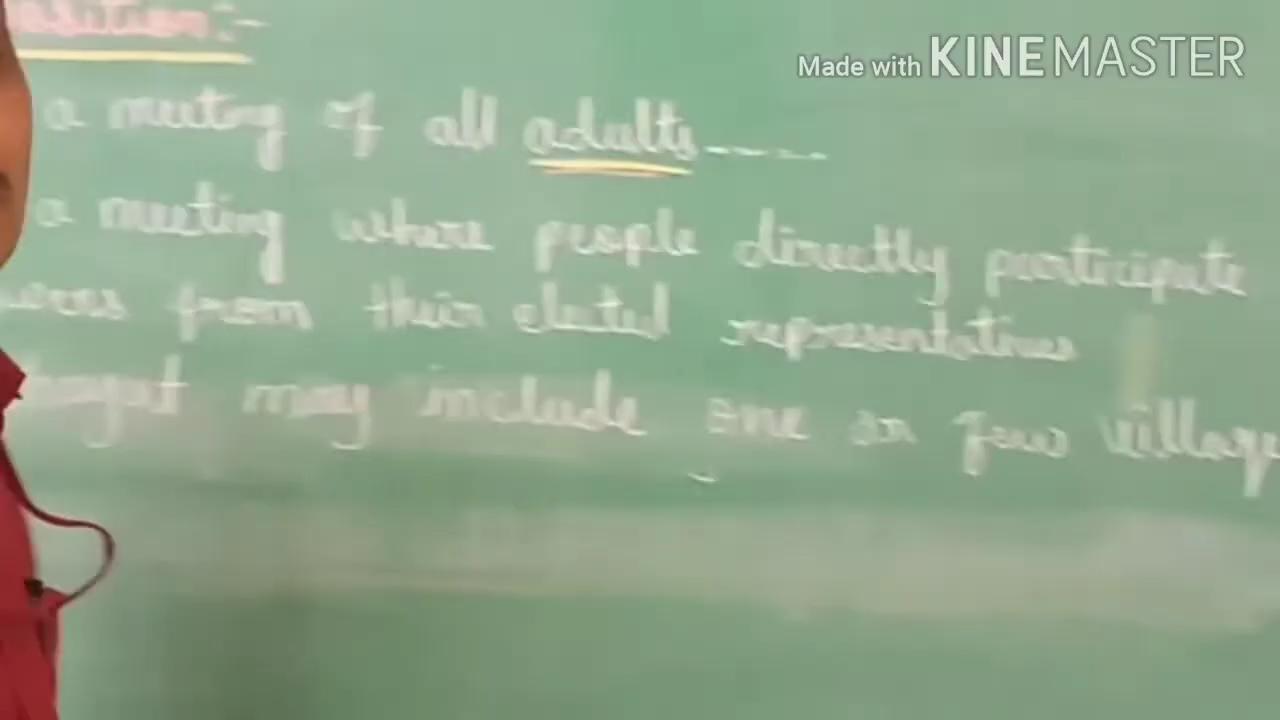 Made with KINEMASTER
a meeting of all adults-----
a meeting where people directly participate
from their elected representatives
may include one or few village